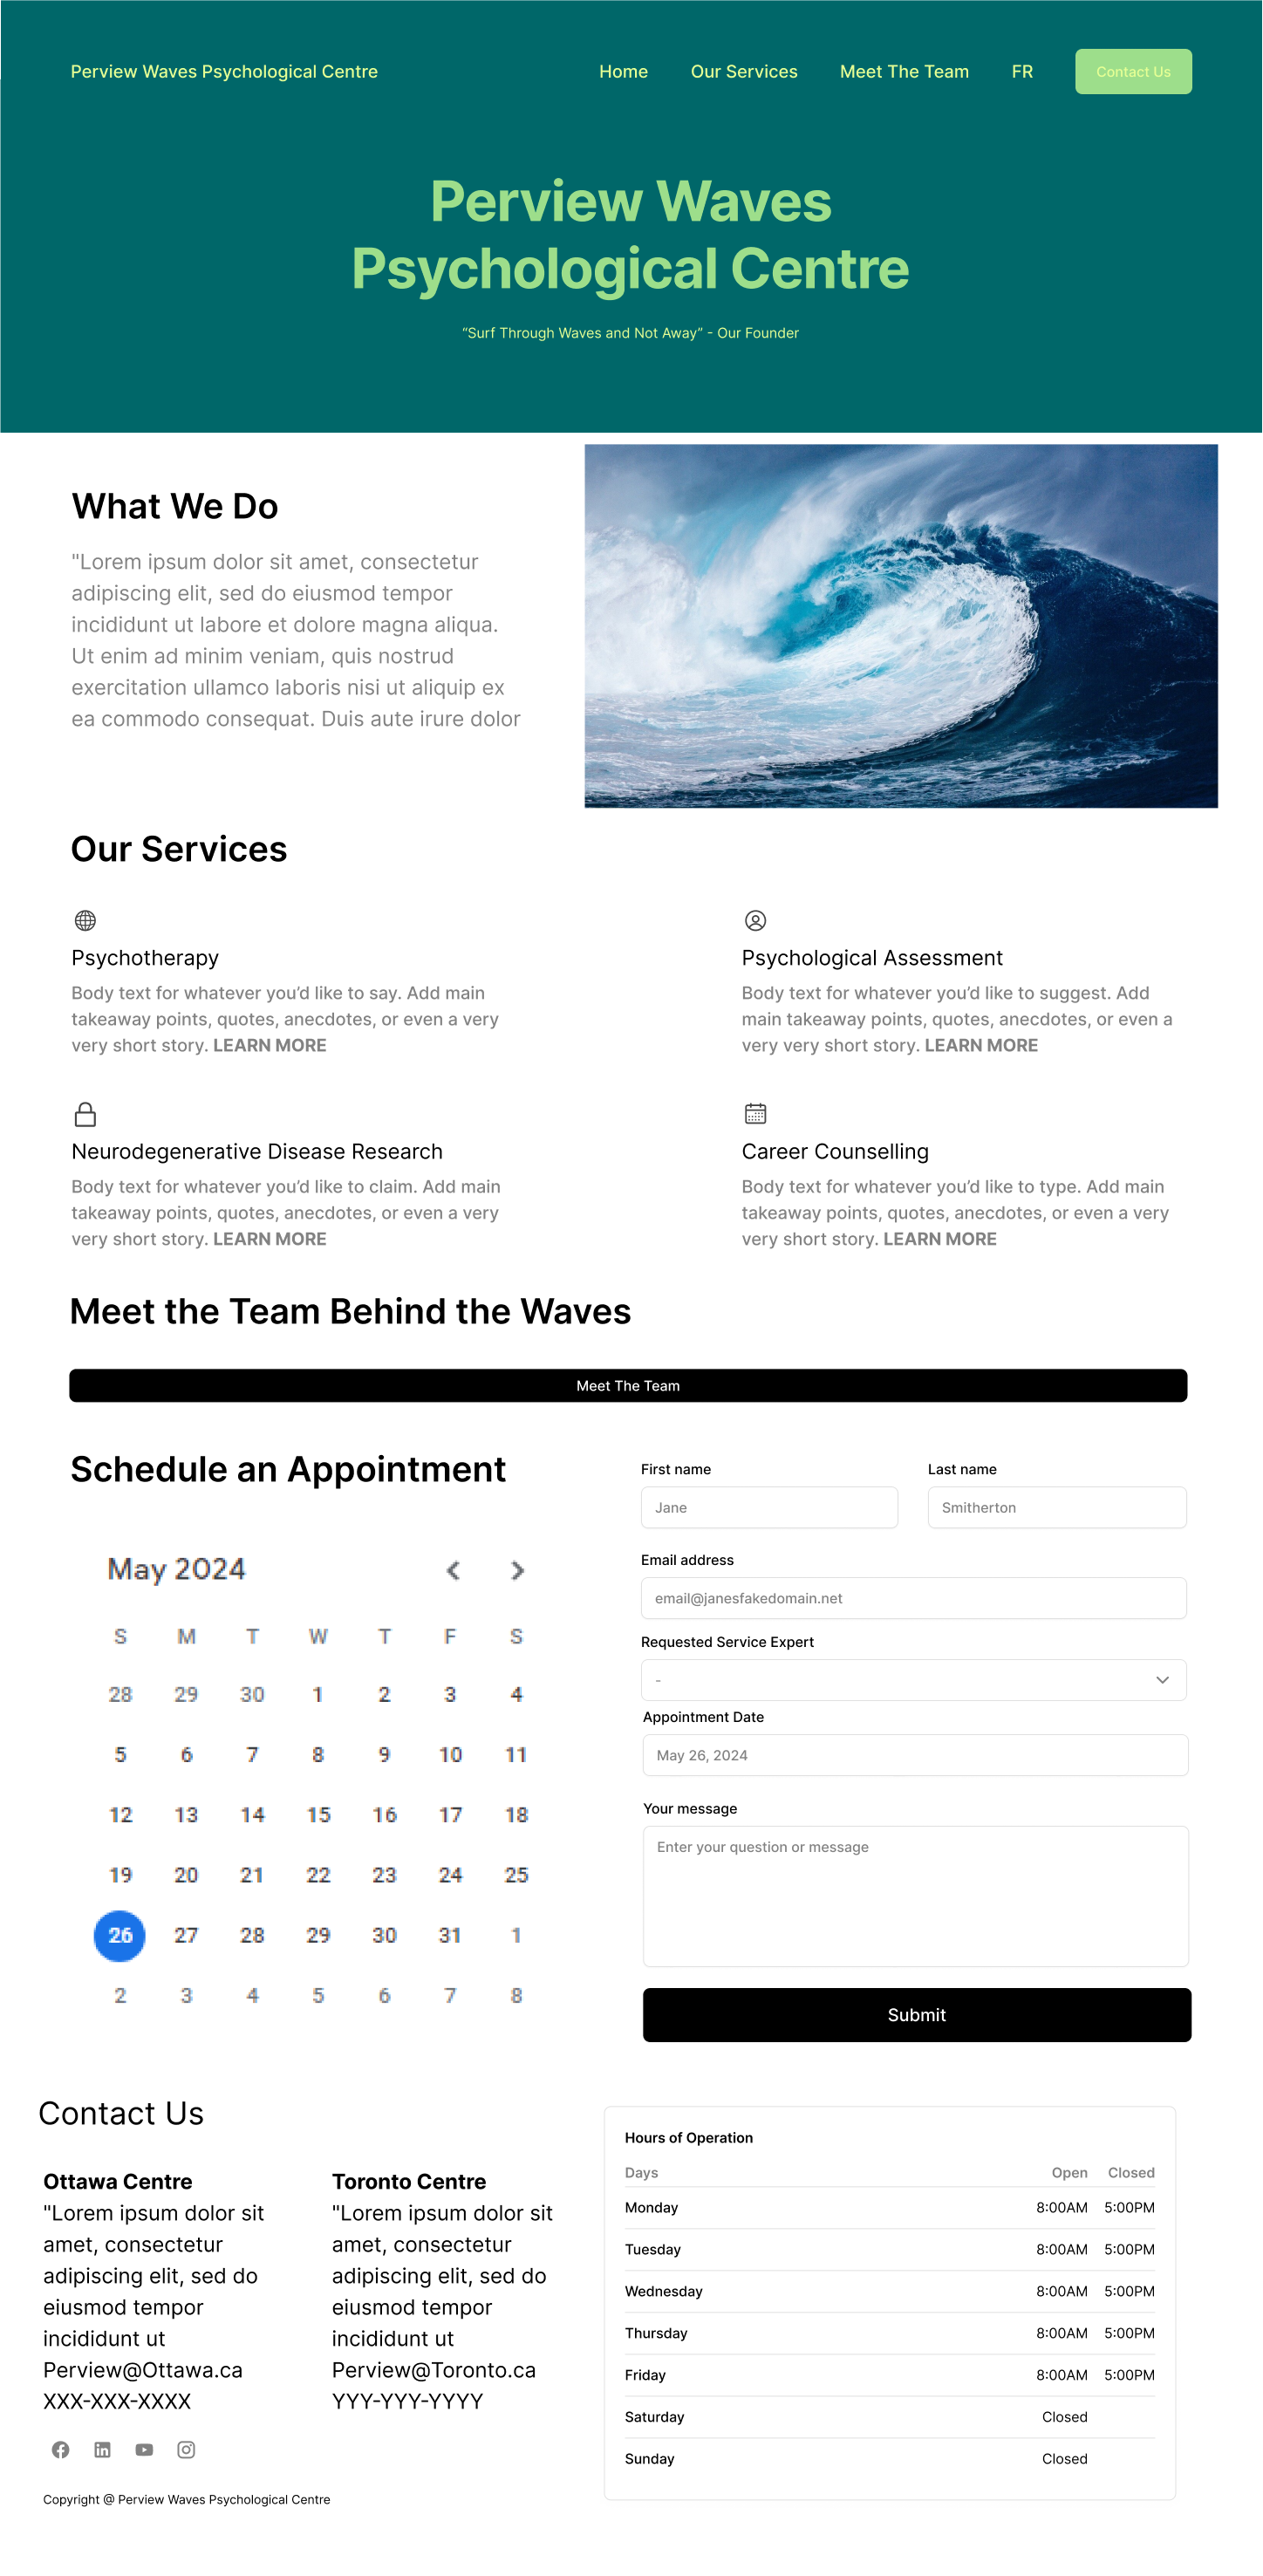 Perview Waves Psychological Centre
Home
Our Services
Meet The Team
FR
Contact Us
Perview Waves
Psychological Centre
“Surf Through Waves and Not Away” - Our Founder
What We Do
"Lorem ipsum dolor sit amet, consectetur
adipiscing elit, sed do eiusmod tempor
incididunt ut labore et dolore magna aliqua.
Ut enim ad minim veniam, quis nostrud
exercitation ullamco laboris nisi ut aliquip ex
ea commodo consequat. Duis aute irure dolor
Our Services
Psychotherapy
Body text for whatever you’d like to say. Add main
takeaway points, quotes, anecdotes, or even a very
very short story. LEARN MORE
Psychological Assessment
Body text for whatever you’d like to suggest. Add
main takeaway points, quotes, anecdotes, or even a
very very short story. LEARN MORE
Neurodegenerative Disease Research
Body text for whatever you’d like to claim. Add main
takeaway points, quotes, anecdotes, or even a very
very short story. LEARN MORE
Career Counselling
Body text for whatever you’d like to type. Add main
takeaway points, quotes, anecdotes, or even a very
very short story. LEARN MORE
Meet the Team Behind the Waves
Meet The Team
Schedule an Appointment
May 2024
S M T W T F S
28 29 30 1 2 3 4
5 6 7 8 9 10 11
12 13 14 15 16 17 18
19 20 21 22 23 24 25
26 27 28 29 30 31 1
2 3 4 5 6 7 8
First name
Jane
Last name
Smitherton
Email address
email@janesfakedomain.net
Requested Service Expert
-
Appointment Date
May 26, 2024
Your message
Enter your question or message
Submit
Contact Us
Ottawa Centre
"Lorem ipsum dolor sit
amet, consectetur
adipiscing elit, sed do
eiusmod tempor
incididunt ut
Perview@Ottawa.ca
XXX-XXX-XXXX
Toronto Centre
"Lorem ipsum dolor sit
amet, consectetur
adipiscing elit, sed do
eiusmod tempor
incididunt ut
Perview@Toronto.ca
YYY-YYY-YYYY
Copyright @ Perview Waves Psychological Centre
Hours of Operation
Days Open Closed
Monday 8:00AM 5:00PM
Tuesday 8:00AM 5:00PM
Wednesday 8:00AM 5:00PM
Thursday 8:00AM 5:00PM
Friday 8:00AM 5:00PM
Saturday Closed
Sunday Closed